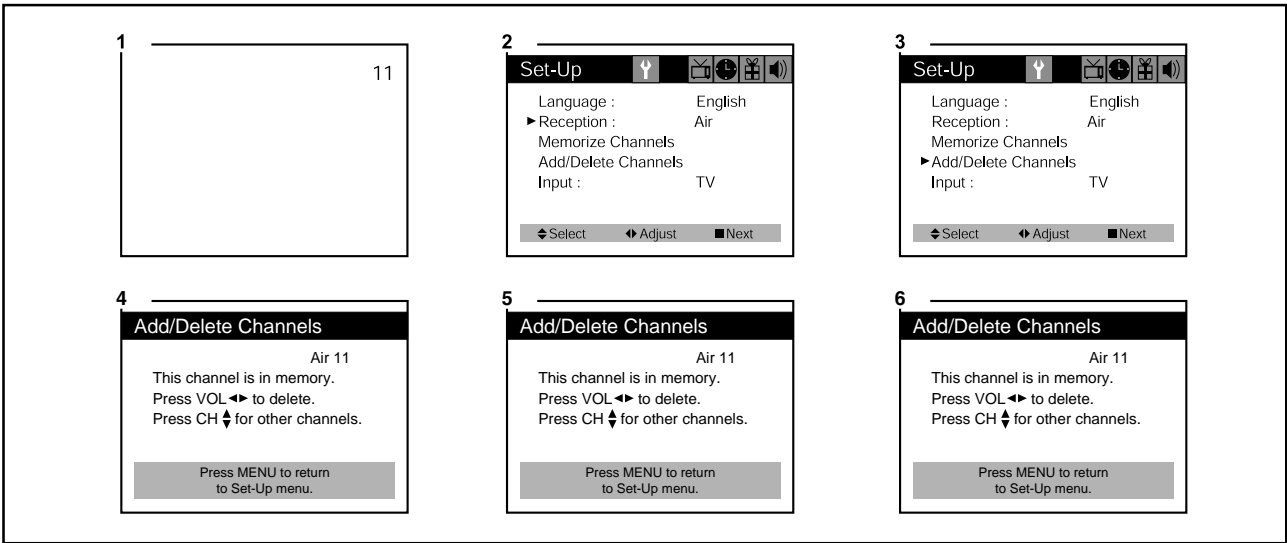 1
11
2
Set-Up
Language : English
►Reception : Air
Memorize Channels
Add/Delete Channels
Input : TV
Select Adjust Next
3
Set-Up
Language : English
Reception : Air
Memorize Channels
►Add/Delete Channels
Input : TV
Select Adjust Next
4
Add/Delete Channels
Air 11
This channel is in memory.
Press VOL◄► to delete.
Press CH▲▼ for other channels.
Press MENU to return
to Set-Up menu.
5
Add/Delete Channels
Air 11
This channel is in memory.
Press VOL◄► to delete.
Press CH▲▼ for other channels.
Press MENU to return
to Set-Up menu.
6
Add/Delete Channels
Air 11
This channel is in memory.
Press VOL◄► to delete.
Press CH▲▼ for other channels.
Press MENU to return
to Set-Up menu.